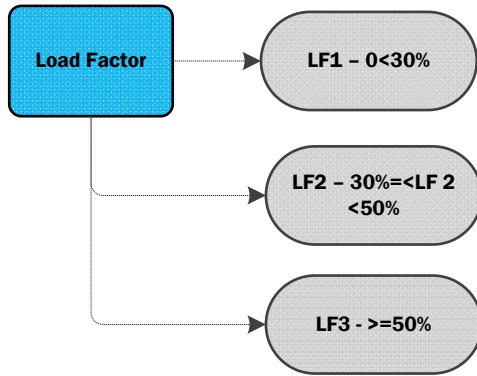 Load Factor
LF1 – 0<30%
LF2 – 30%=<LF 2
<50%
LF3 - >=50%